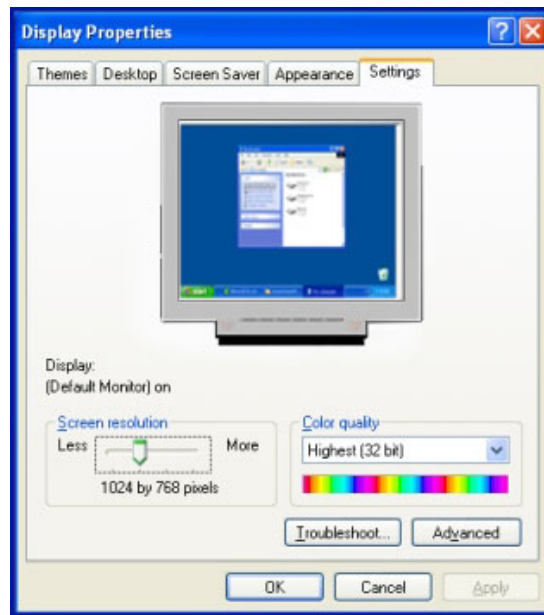 Display Properties
Themes Desktop Screen Saver Appearance Settings
Display:
(Default Monitor) on
Screen resolution
Less More
1024 by 768 pixels
Color quality
Highest (32 bit)
Troubleshoot... Advanced
OK Cancel Apply